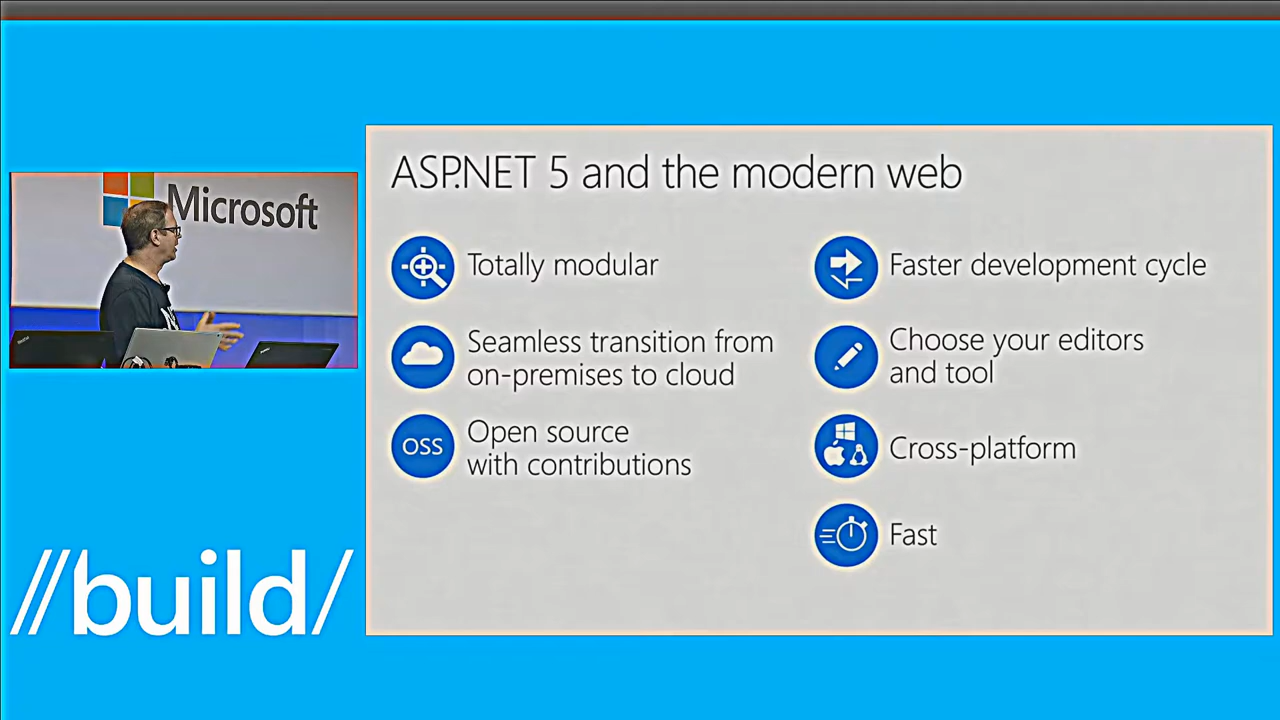 Microsoft
ASP.NET 5 and the modern web
Totally modular
Seamless transition from
on-premises to cloud
OSS
Open source
with contributions
Faster development cycle
Choose your editors
and tool
Cross-platform
Fast
//build/